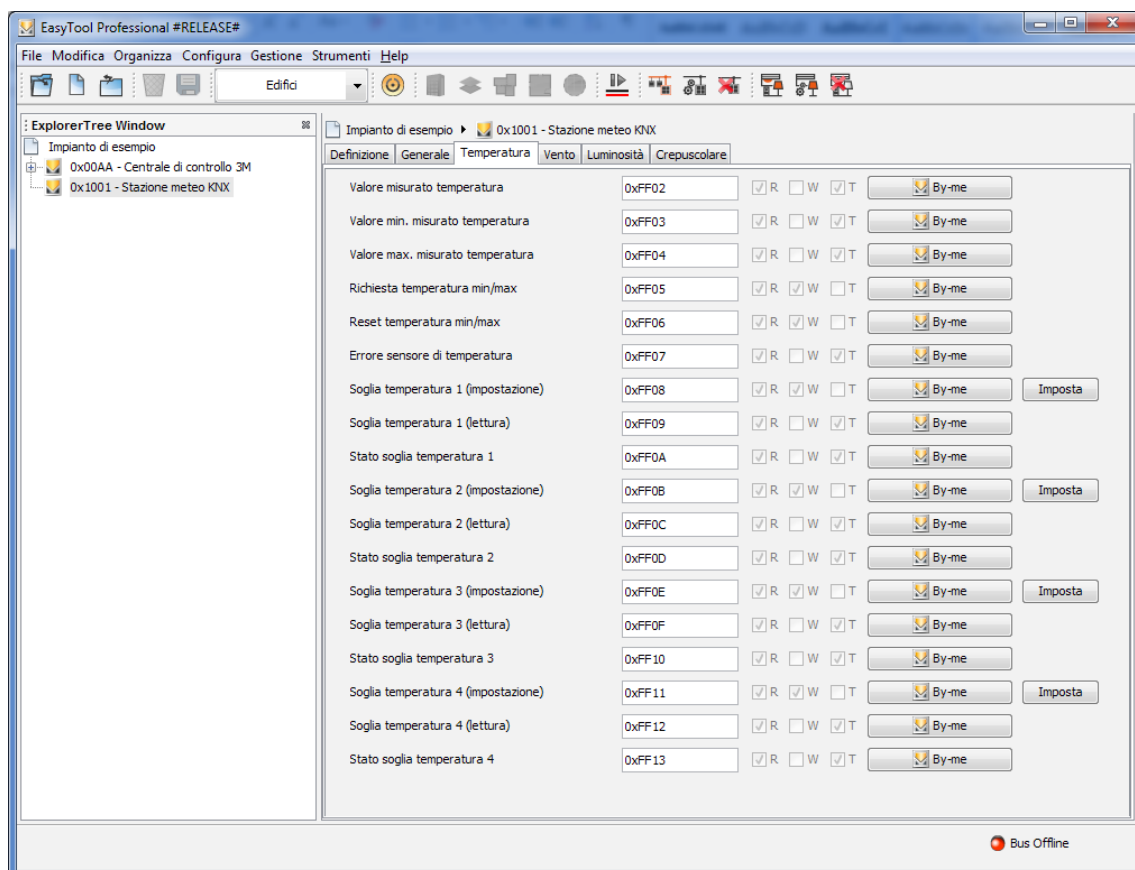 EasyTool Professional #RELEASE#
File Modifica Organizza Configura Gestione Strumenti Help
Edifici
ExplorerTree Window
Impianto di esempio
0x00AA - Centrale di controllo 3M
0x1001 - Stazione meteo KNX
Impianto di esempio 0x1001 - Stazione meteo KNX
Definizione Generale Temperatura Vento Luminosità Crepuscolare
Valore misurato temperatura 0xFF02 R W T By-me
Valore min. misurato temperatura 0xFF03 R W T By-me
Valore max. misurato temperatura 0xFF04 R W T By-me
Richiesta temperatura min/max 0xFF05 R W T By-me
Reset temperatura min/max 0xFF06 R W T By-me
Errore sensore di temperatura 0xFF07 R W T By-me
Soglia temperatura 1 (impostazione) 0xFF08 R W T By-me Imposta
Soglia temperatura 1 (lettura) 0xFF09 R W T By-me
Stato soglia temperatura 1 0xFF0A R W T By-me
Soglia temperatura 2 (impostazione) 0xFF0B R W T By-me Imposta
Soglia temperatura 2 (lettura) 0xFF0C R W T By-me
Stato soglia temperatura 2 0xFF0D R W T By-me
Soglia temperatura 3 (impostazione) 0xFF0E R W T By-me Imposta
Soglia temperatura 3 (lettura) 0xFF0F R W T By-me
Stato soglia temperatura 3 0xFF10 R W T By-me
Soglia temperatura 4 (impostazione) 0xFF11 R W T By-me Imposta
Soglia temperatura 4 (lettura) 0xFF12 R W T By-me
Stato soglia temperatura 4 0xFF13 R W T By-me
Bus Offline